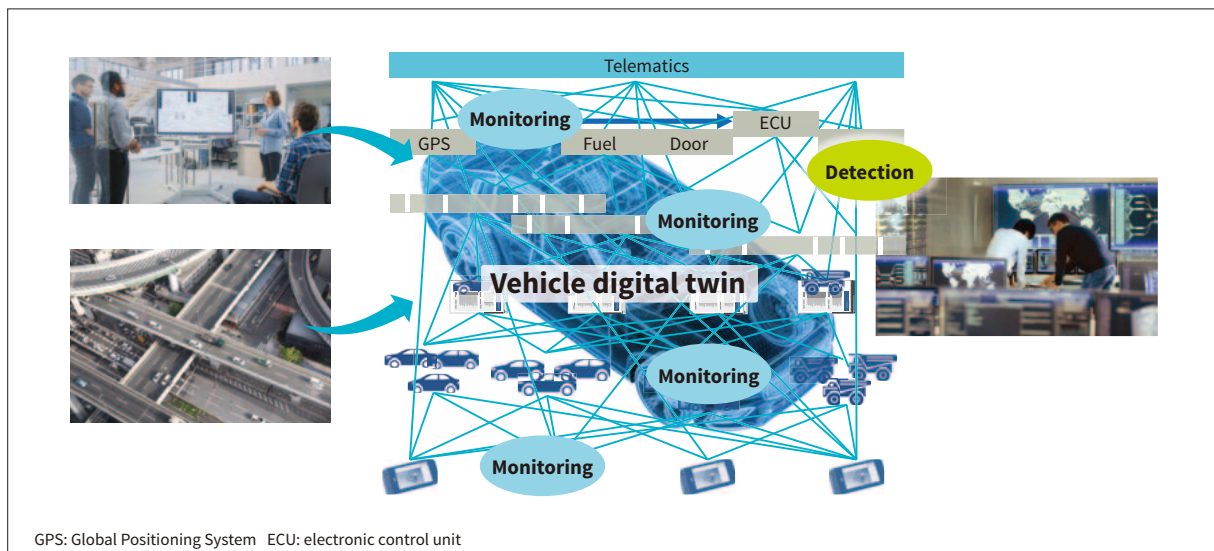 Telematics
Monitoring
ECU
GPS
Fuel
Door
Detection
Monitoring
Vehicle digital twin
Monitoring
Monitoring
GPS: Global Positioning System ECU: electronic control unit